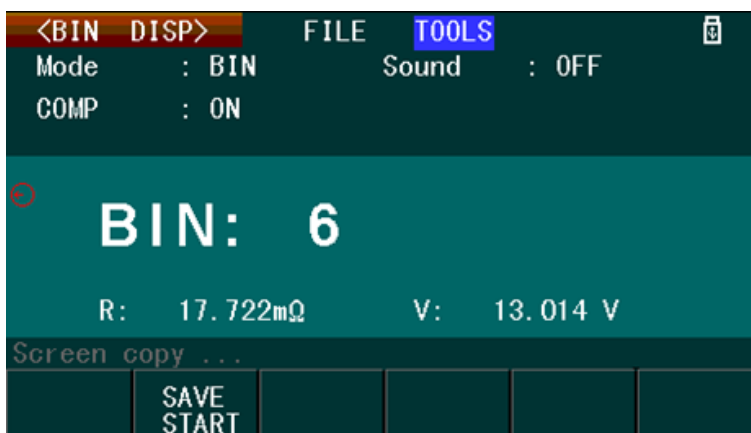 <BIN DISP> FILE TOOLS
Mode : BIN Sound : OFF
COMP : ON
BIN: 6
R: 17.722mΩ V: 13.014 V
Screen copy ...
SAVE
START